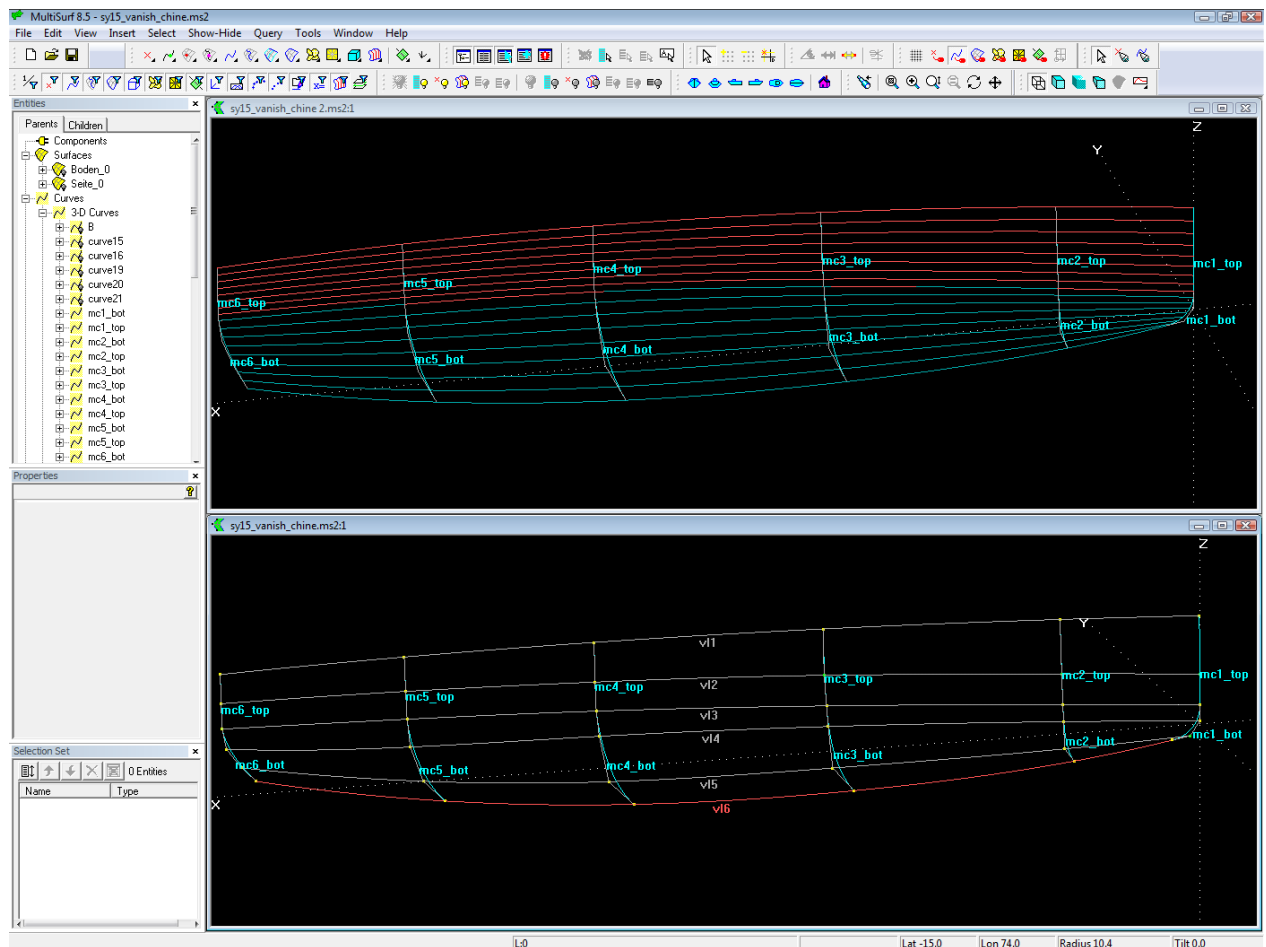 MultiSurf 8.5 - sy15_vanish_chine.ms2
File Edit View Insert Select Show-Hide Query Tools Window Help
Entities
Parents Children
Components
Surfaces
Boden_0
Seite_0
Curves
3-D Curves
B
curve15
curve16
curve19
curve20
curve21
mc1_bot
mc1_top
mc2_bot
mc2_top
mc3_bot
mc3_top
mc4_bot
mc4_top
mc5_bot
mc5_top
mc6_bot
Properties
Selection Set
0 Entities
Name Type
sy15_vanish_chine 2.ms2:1
Z
Y
mc6_top
mc5_top
mc4_top
mc3_top
mc2_top
mc1_top
mc6_bot
mc5_bot
mc4_bot
mc3_bot
mc2_bot
mc1_bot
X
sy15_vanish_chine.ms2:1
Z
Y
vl1
vl2
vl3
vl4
vl5
vl6
mc6_top
mc5_top
mc4_top
mc3_top
mc2_top
mc1_top
mc6_bot
mc5_bot
mc4_bot
mc3_bot
mc2_bot
mc1_bot
X
L:0
Lat -15.0 Lon 74.0 Radius 10.4 Tilt 0.0